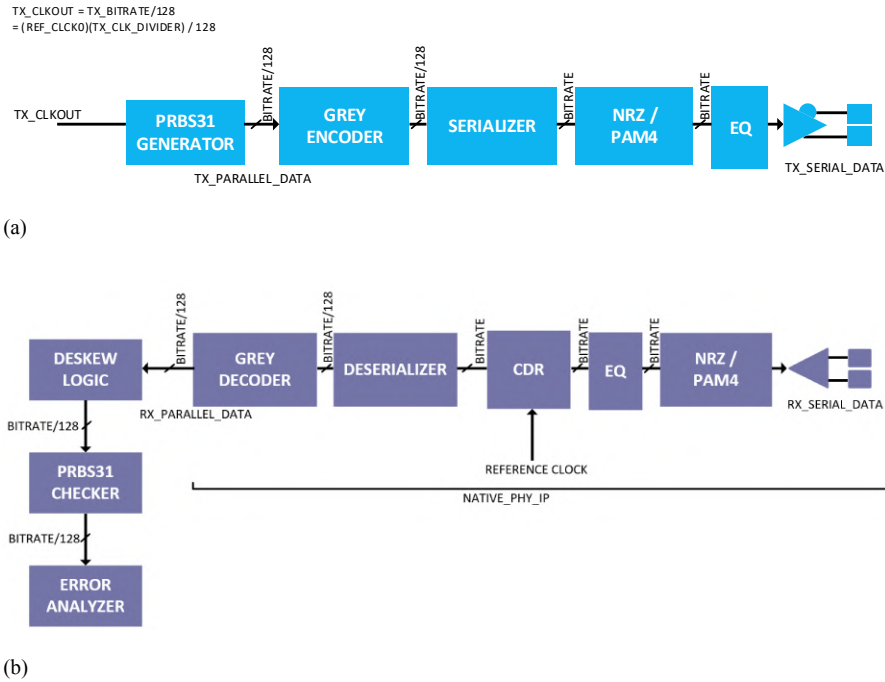 TX_CLKOUT = TX_BITRATE/128
= (REF_CLCK0)(TX_CLK_DIVIDER) / 128
TX_CLKOUT
PRBS31
GENERATOR
BITRATE/128
TX_PARALLEL_DATA
GREY
ENCODER
BITRATE/128
SERIALIZER
BITRATE
NRZ /
PAM4
BITRATE
EQ
TX_SERIAL_DATA
(a)
DESKEW
LOGIC
BITRATE/128
RX_PARALLEL_DATA
GREY
DECODER
BITRATE/128
DESERIALIZER
BITRATE
CDR
BITRATE
EQ
BITRATE
NRZ /
PAM4
RX_SERIAL_DATA
BITRATE/128
PRBS31
CHECKER
REFERENCE CLOCK
NATIVE_PHY_IP
BITRATE/128
ERROR
ANALYZER
(b)